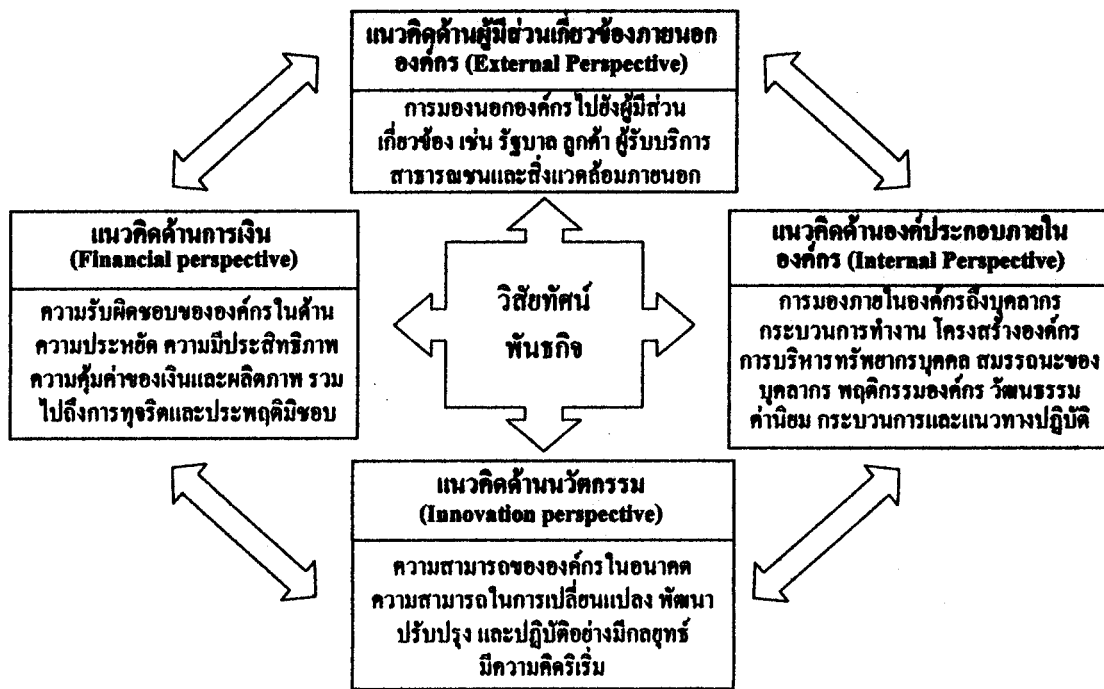 แนวคิดด้านผู้มีส่วนเกี่ยวข้องภายนอก
องค์กร (External Perspective)
การมองนอกองค์กรไปยังผู้มีส่วน
เกี่ยวข้อง เช่น รัฐบาล ลูกค้า ผู้รับบริการ
สาธารณชนและสิ่งแวดล้อมภายนอก
แนวคิดด้านการเงิน
(Financial perspective)
ความรับผิดชอบขององค์กรในด้าน
ความประหยัด ความมีประสิทธิภาพ
ความคุ้มค่าของเงินและผลิตภาพ รวม
ไปถึงการทุจริตและประพฤติมิชอบ
วิสัยทัศน์
พันธกิจ
แนวคิดด้านองค์ประกอบภายใน
องค์กร (Internal Perspective)
การมองภายในองค์กรถึงบุคลากร
กระบวนการทำงาน โครงสร้างองค์กร
การบริหารทรัพยากรบุคคล สมรรถนะของ
บุคลากร พฤติกรรมองค์กร วัฒนธรรม
ค่านิยม กระบวนการและแนวทางปฏิบัติ
แนวคิดด้านนวัตกรรม
(Innovation perspective)
ความสามารถขององค์กรในอนาคต
ความสามารถในการเปลี่ยนแปลง พัฒนา
ปรับปรุง และปฏิบัติอย่างมีกลยุทธ์
มีความคิดริเริ่ม